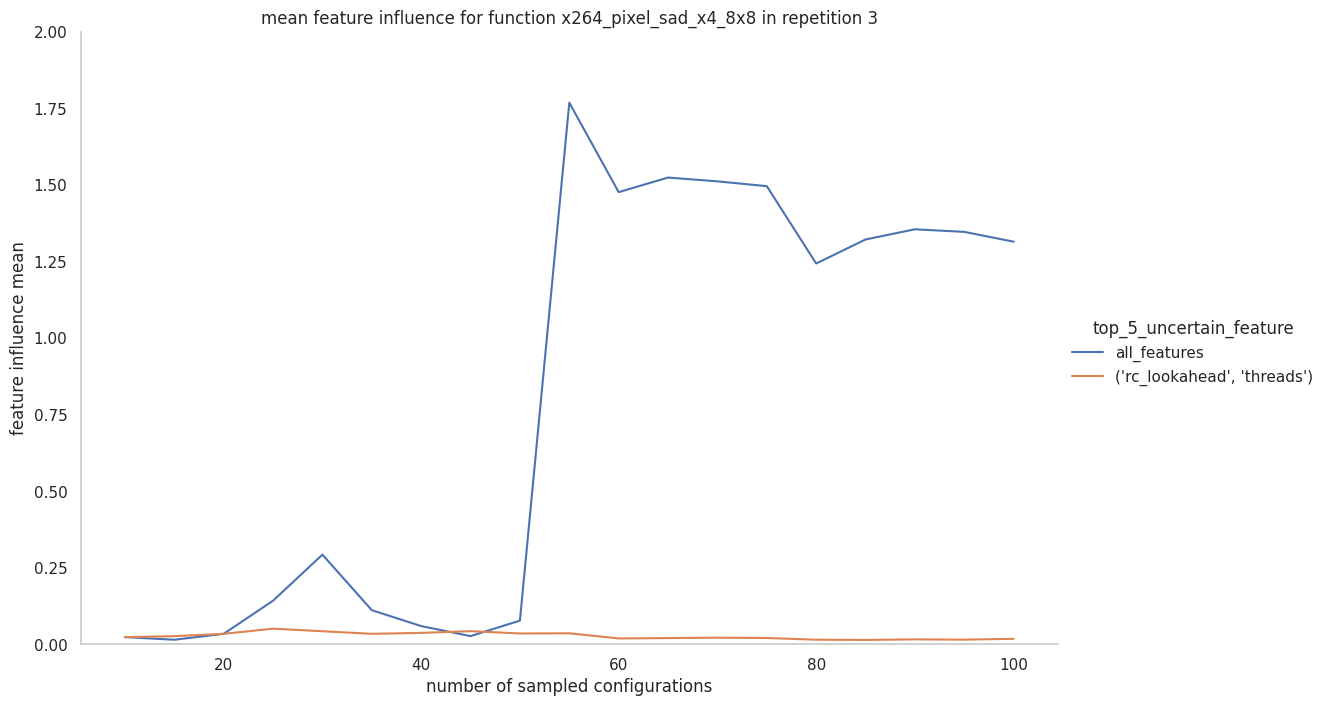 mean feature influence for function x264_pixel_sad_x4_8x8 in repetition 3
2.00
1.75
1.50
1.25
1.00
0.75
0.50
0.25
0.00
feature influence mean
20
40
60
80
100
number of sampled configurations
top_5_uncertain_feature
all_features
('rc_lookahead', 'threads')